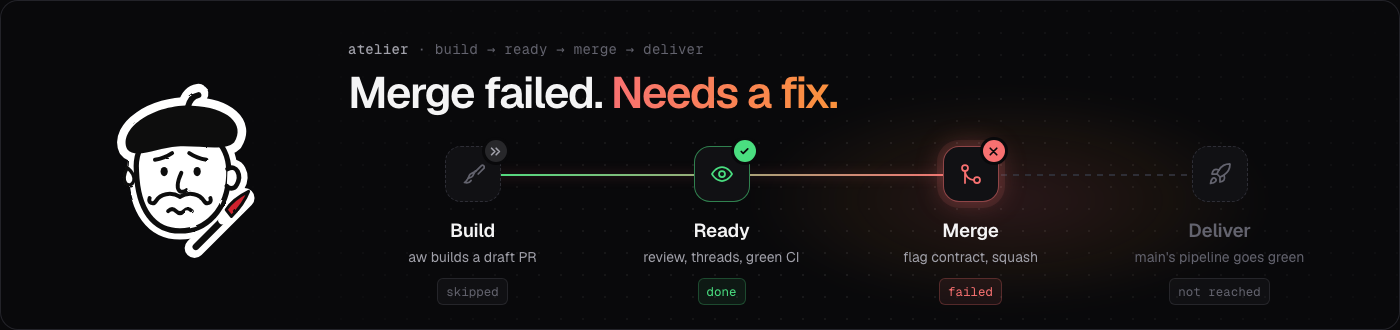 atelier · build → ready → merge → deliver
Merge failed. Needs a fix.
Build
aw builds a draft PR
skipped
Ready
review, threads, green CI
done
Merge
flag contract, squash
failed
Deliver
main's pipeline goes green
not reached